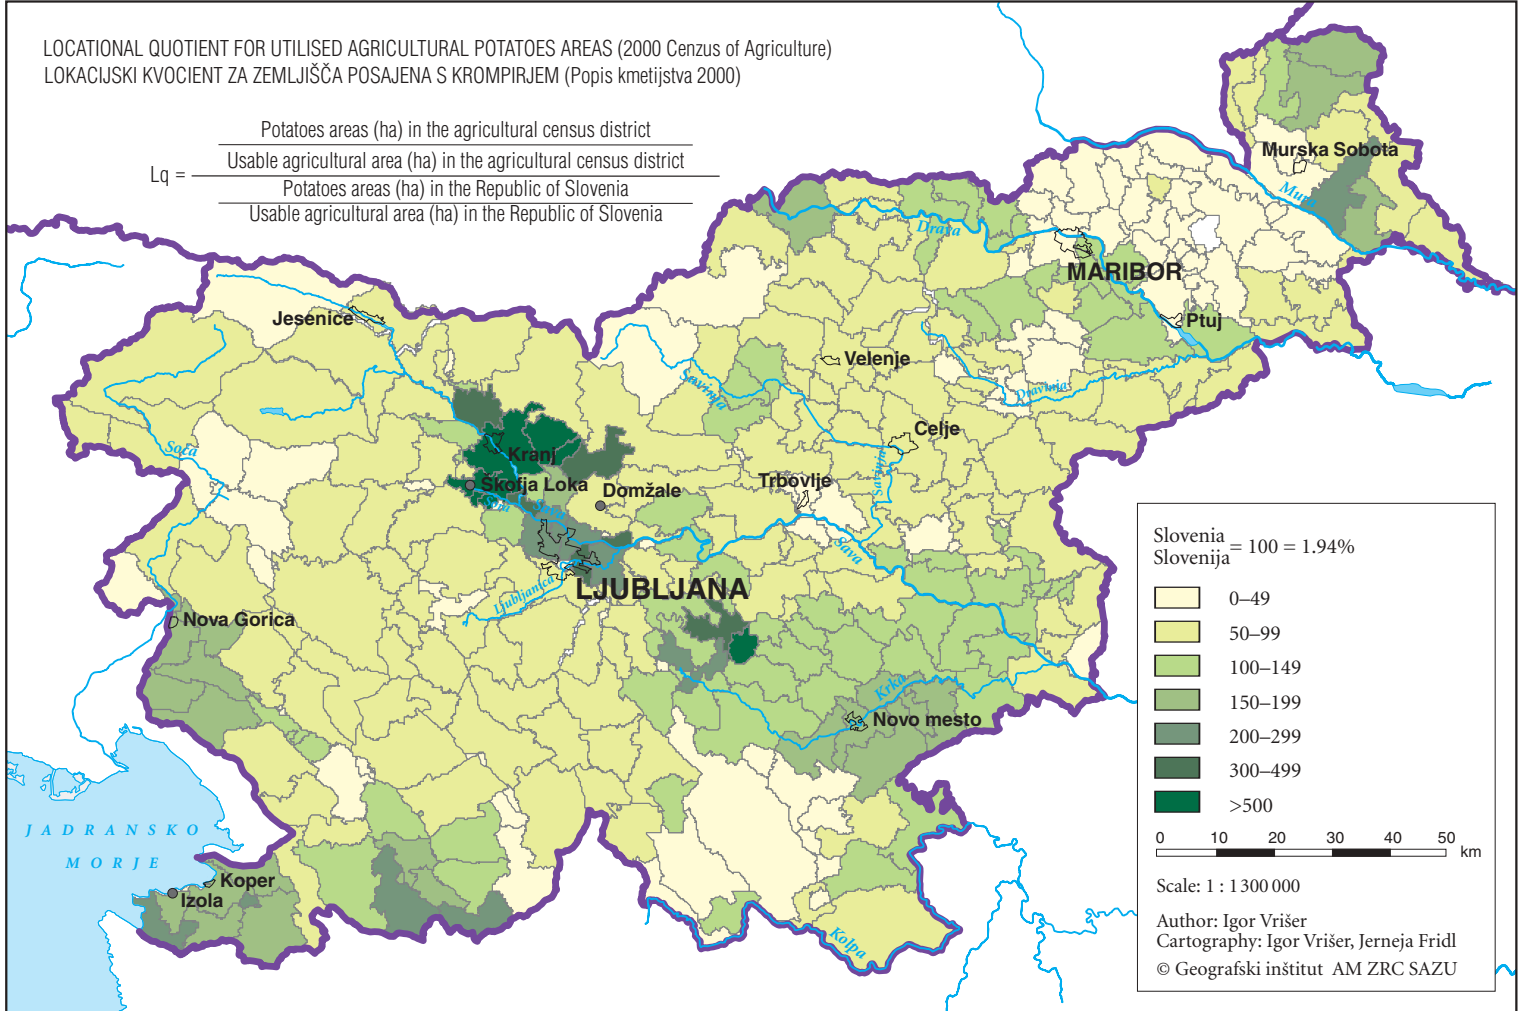 LOCATIONAL QUOTIENT FOR UTILISED AGRICULTURAL POTATOES AREAS (2000 Cenzus of Agriculture)
LOKACIJSKI KVOCIENT ZA ZEMLJIŠČA POSAJENA S KROMPIRJEM (Popis kmetijstva 2000)
Potatoes areas (ha) in the agricultural census district
Usable agricultural area (ha) in the agricultural census district
Lq =
Potatoes areas (ha) in the Republic of Slovenia
Usable agricultural area (ha) in the Republic of Slovenia
Murska Sobota
Mura
Drava
MARIBOR
Ptuj
Jesenice
Velenje
Savinja
Dravinja
Celje
Soča
Kranj
Savinja
Trbovlje
Škofja Loka
Domžale
Sora
Sava
Sava
LJUBLJANA
Ljubljanica
Nova Gorica
Krka
Novo mesto
JADRANSKO
MORJE
Koper
Izola
Kolpa
Slovenia
Slovenija = 100 = 1.94%
0–49
50–99
100–149
150–199
200–299
300–499
>500
0 10 20 30 40 50 km
Scale: 1 : 1 300 000
Author: Igor Vrišer
Cartography: Igor Vrišer, Jerneja Fridl
© Geografski inštitut AM ZRC SAZU